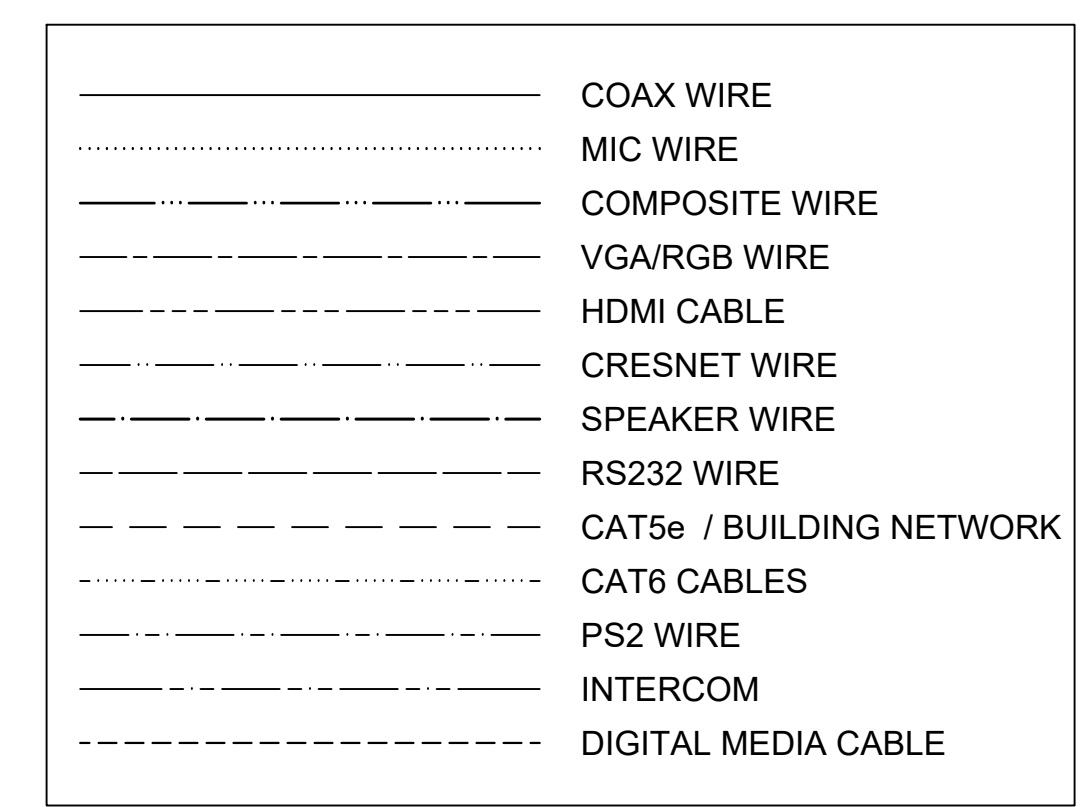 COAX WIRE
MIC WIRE
COMPOSITE WIRE
VGA/RGB WIRE
HDMI CABLE
CRESNET WIRE
SPEAKER WIRE
RS232 WIRE
CAT5e / BUILDING NETWORK
CAT6 CABLES
PS2 WIRE
INTERCOM
DIGITAL MEDIA CABLE